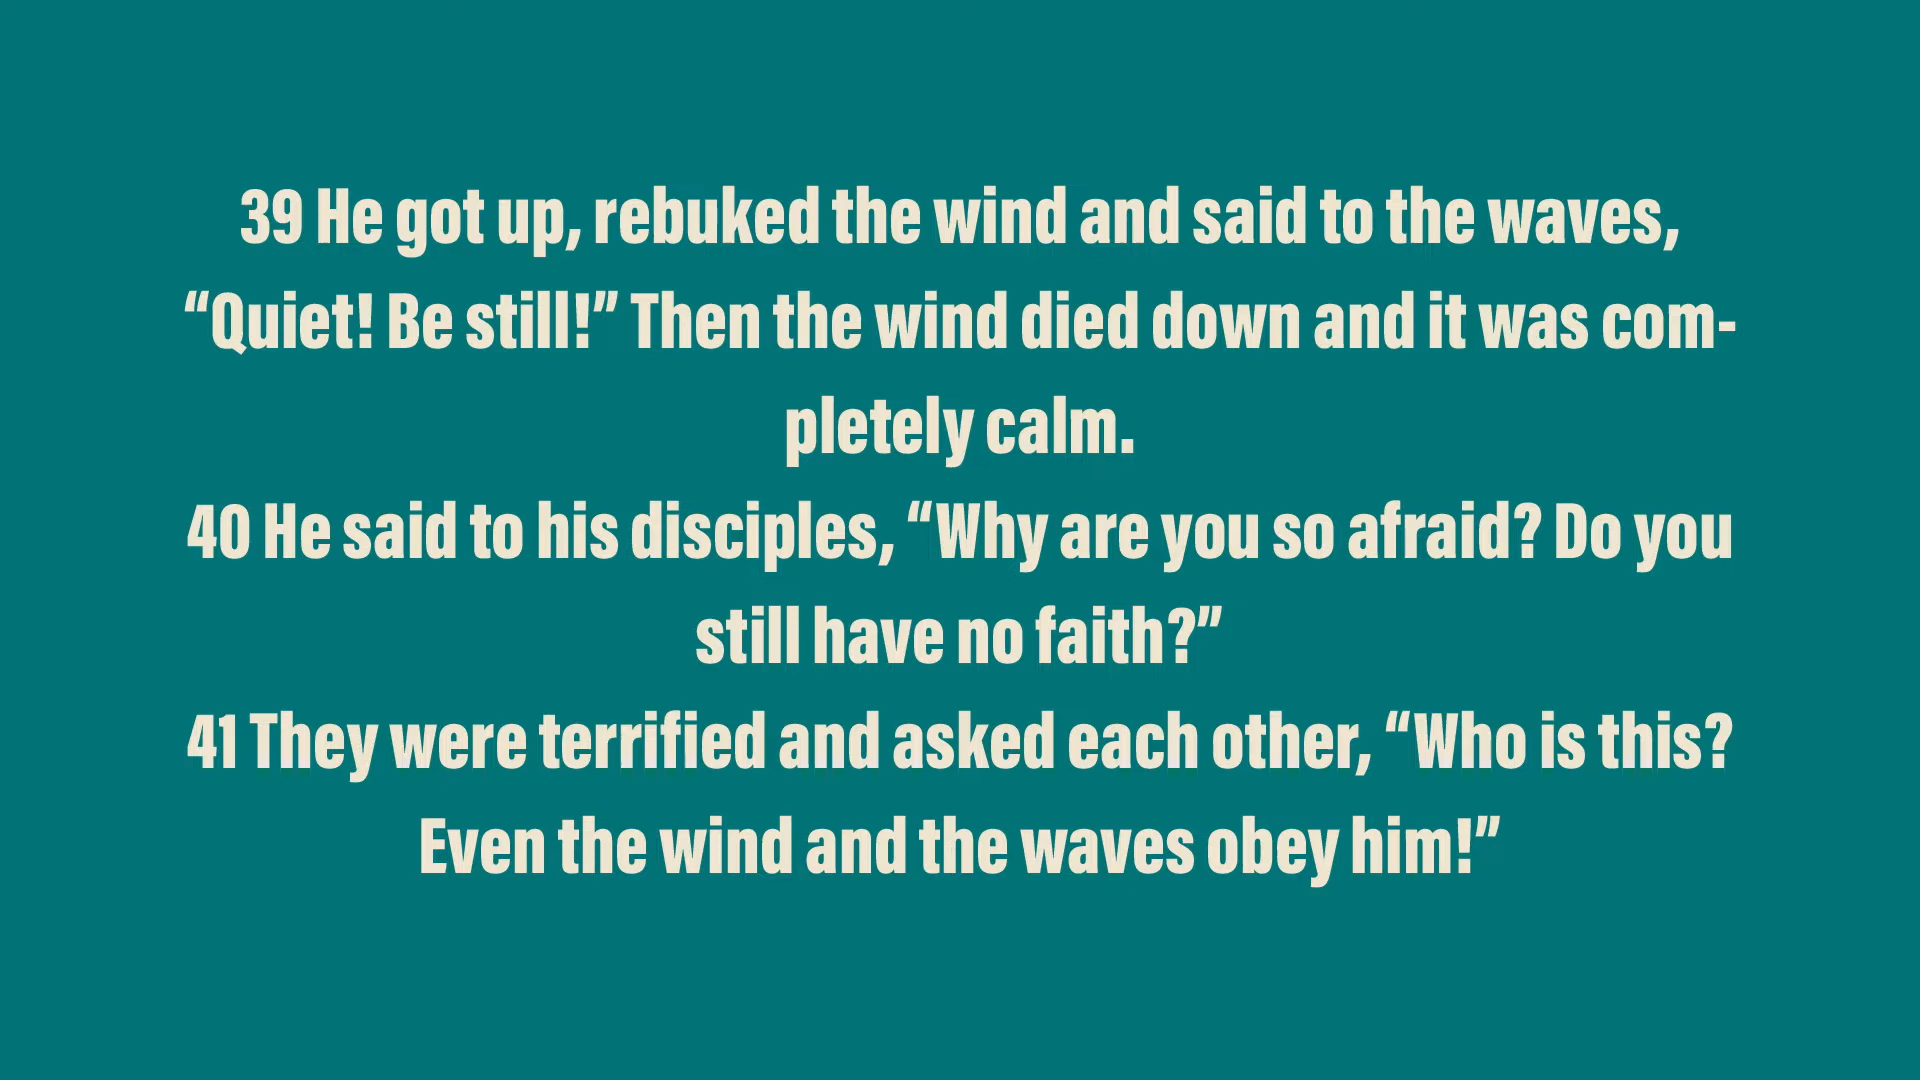 39 He got up, rebuked the wind and said to the waves,
“Quiet! Be still!” Then the wind died down and it was com-
pletely calm.
40 He said to his disciples, “Why are you so afraid? Do you
still have no faith?”
41 They were terrified and asked each other, “Who is this?
Even the wind and the waves obey him!”